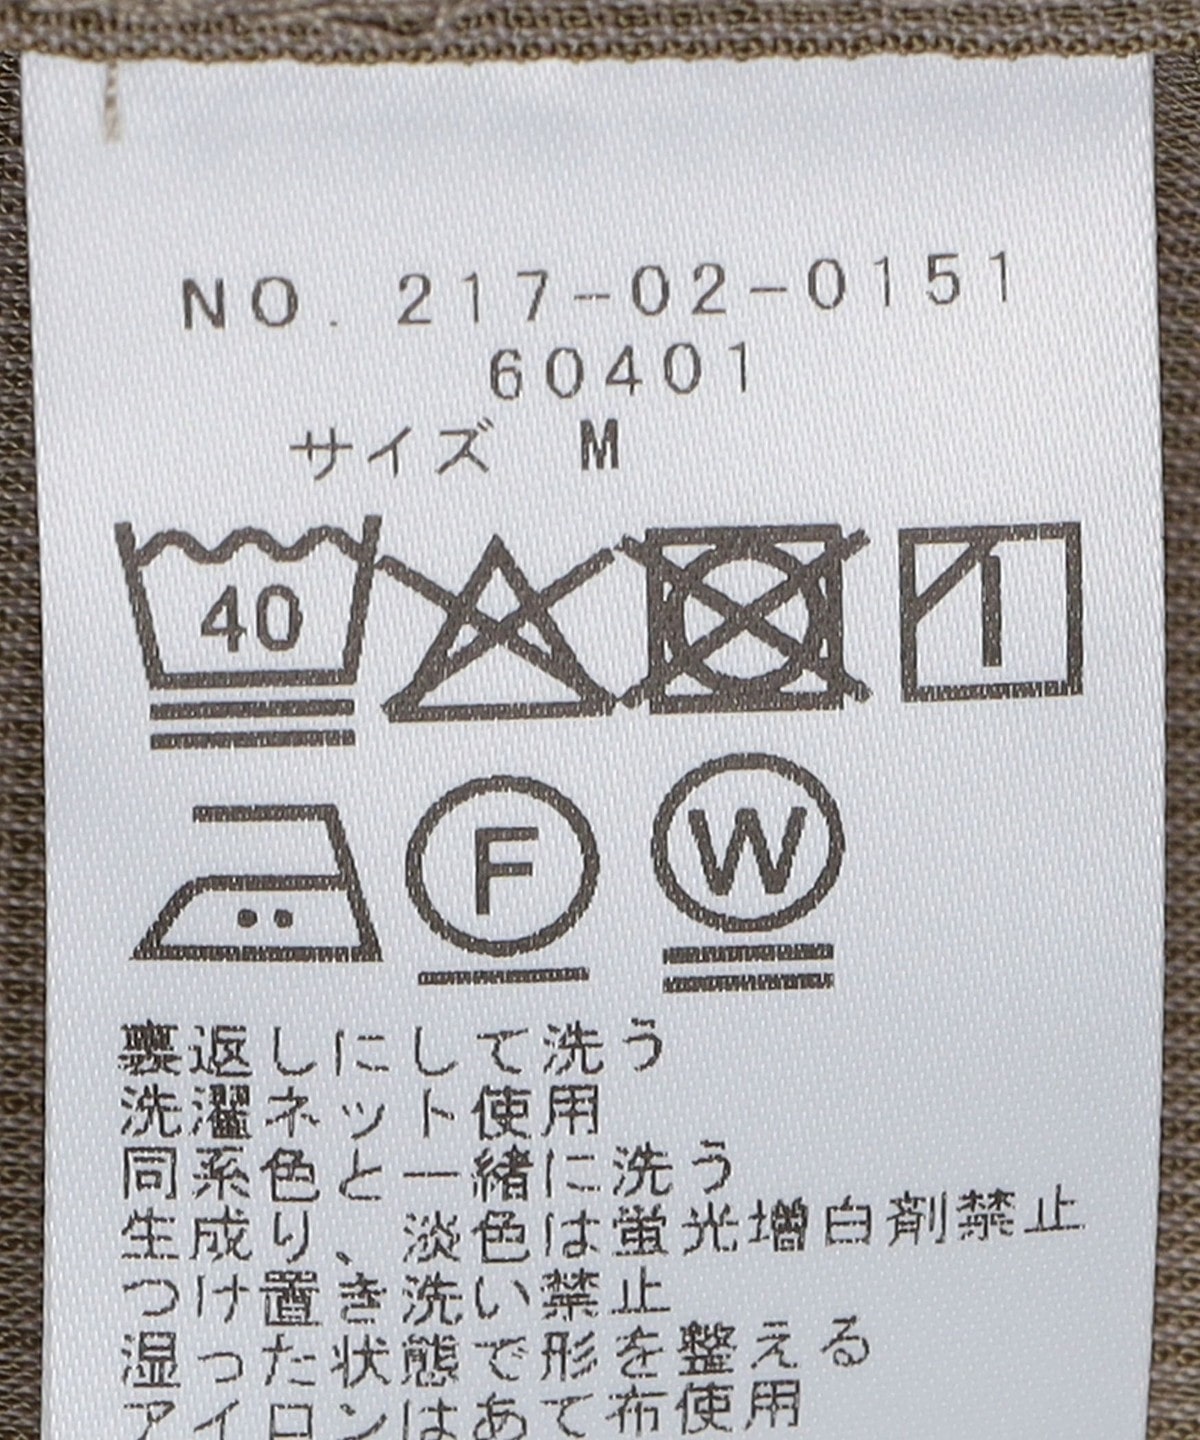 NO. 217-02-0151
60401
サイズ M
40
F W
裏返しにして洗う
洗濯ネット使用
同系色と一緒に洗う
生成り、淡色は蛍光増白剤禁止
つけ置き洗い禁止
湿った状態で形を整える
アイロンはあて布使用